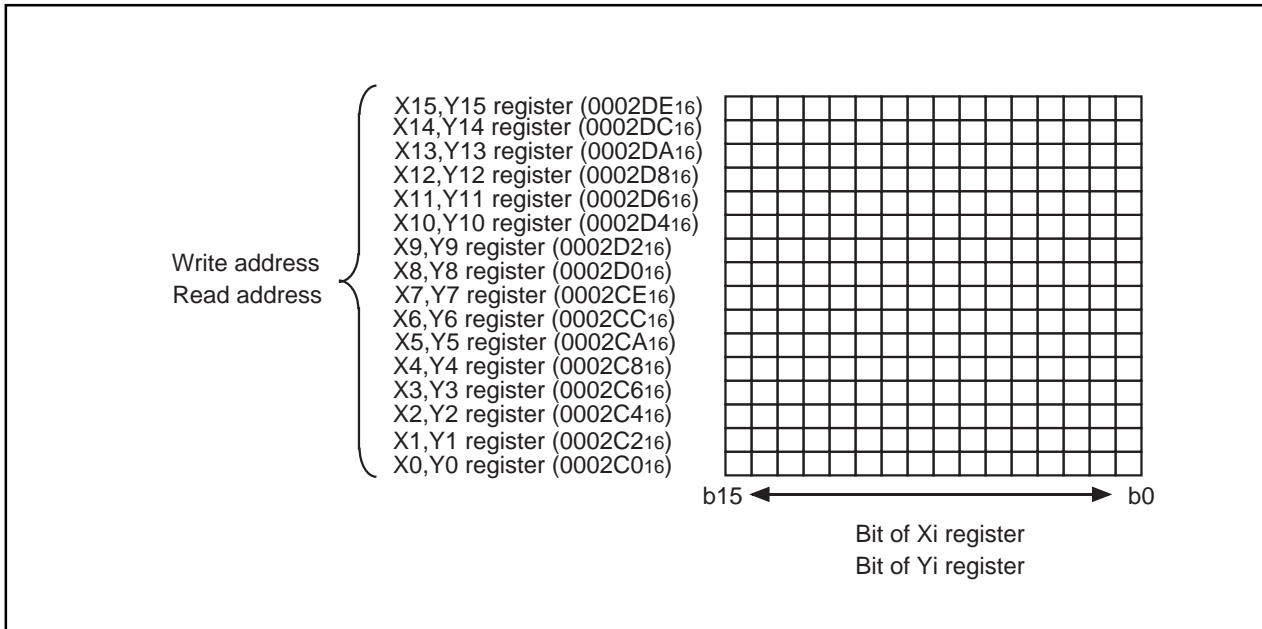 X15,Y15 register (0002DE16)
X14,Y14 register (0002DC16)
X13,Y13 register (0002DA16)
X12,Y12 register (0002D816)
X11,Y11 register (0002D616)
X10,Y10 register (0002D416)
X9,Y9 register (0002D216)
X8,Y8 register (0002D016)
X7,Y7 register (0002CE16)
X6,Y6 register (0002CC16)
X5,Y5 register (0002CA16)
X4,Y4 register (0002C816)
X3,Y3 register (0002C616)
X2,Y2 register (0002C416)
X1,Y1 register (0002C216)
X0,Y0 register (0002C016)
Write address
Read address
b15 b0
Bit of Xi register
Bit of Yi register